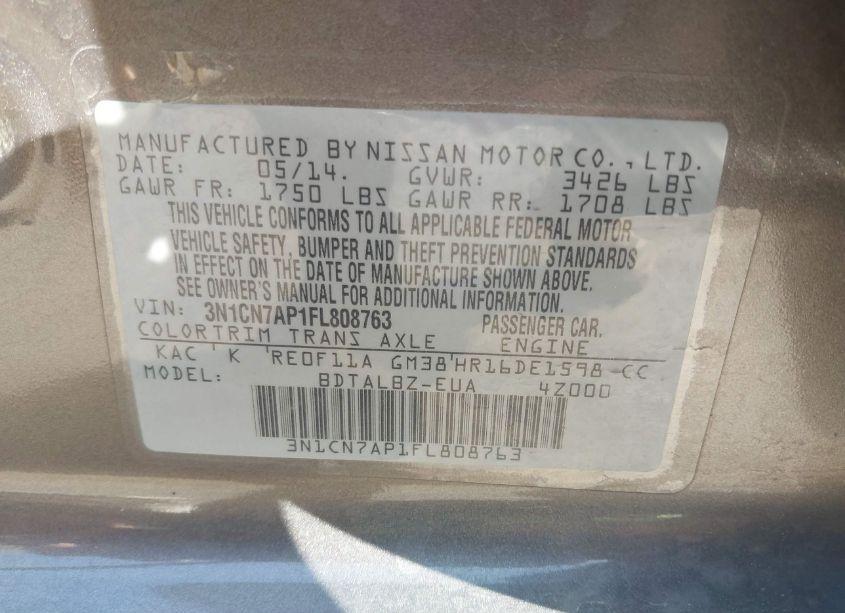 MANUFACTURED BY NISSAN MOTOR CO., LTD.
DATE: 05/14. GVWR: 3426 LBS
GAWR FR: 1750 LBS GAWR RR: 1708 LBS
THIS VEHICLE CONFORMS TO ALL APPLICABLE FEDERAL MOTOR
VEHICLE SAFETY, BUMPER AND THEFT PREVENTION STANDARDS
IN EFFECT ON THE DATE OF MANUFACTURE SHOWN ABOVE.
SEE OWNER'S MANUAL FOR ADDITIONAL INFORMATION.
VIN: 3N1CN7AP1FL808763 PASSENGER CAR.
COLOR TRIM TRANS AXLE ENGINE
KAC ' K 'RE0F11A GM38'HR16DE1598 CC
MODEL: BDTALBZ-EUA 4Z000
3N1CN7AP1FL808763